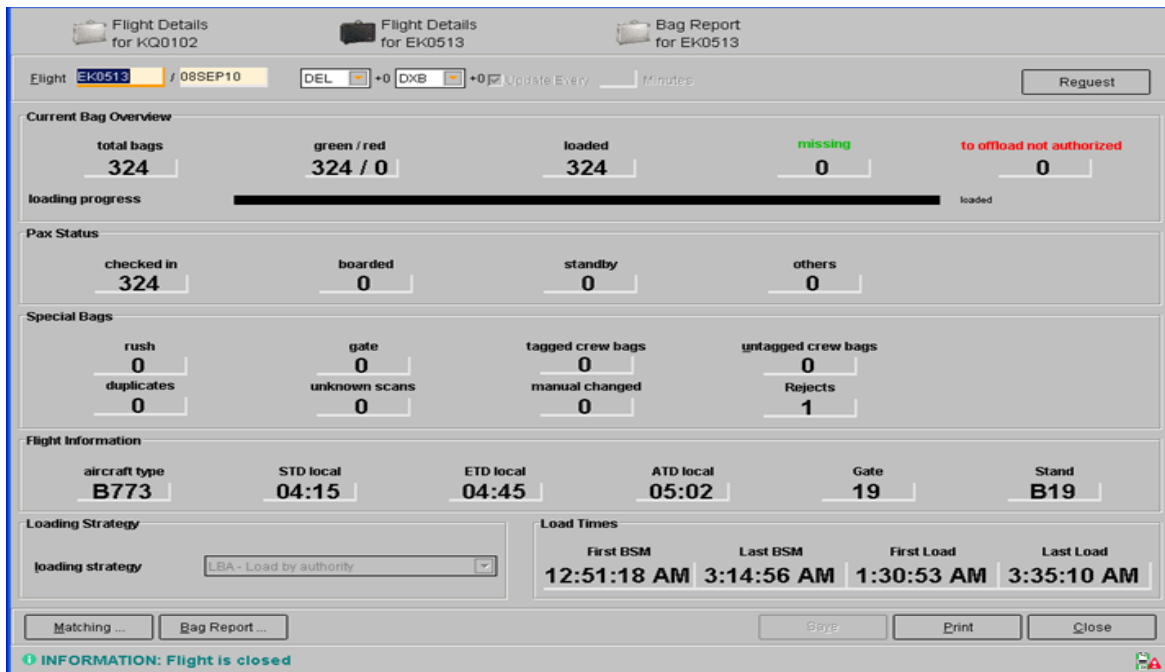 Flight Details Flight Details Bag Report
for KQ0102 for EK0513 for EK0513
Flight EK0513 / 08SEP10 DEL +0 DXB +0 Update Every Minutes Request
Current Bag Overview
total bags green / red loaded missing to offload not authorized
324 324 / 0 324 0 0
loading progress loaded
Pax Status
checked in boarded standby others
324 0 0 0
Special Bags
rush gate tagged crew bags untagged crew bags
0 0 0 0
duplicates unknown scans manual changed Rejects
0 0 0 1
Flight Information
aircraft type STD local ETD local ATD local Gate Stand
B773 04:15 04:45 05:02 19 B19
Loading Strategy Load Times
First BSM Last BSM First Load Last Load
loading strategy LBA - Load by authority 12:51:18 AM 3:14:56 AM 1:30:53 AM 3:35:10 AM
Matching ... Bag Report ... Save Print Close
INFORMATION: Flight is closed